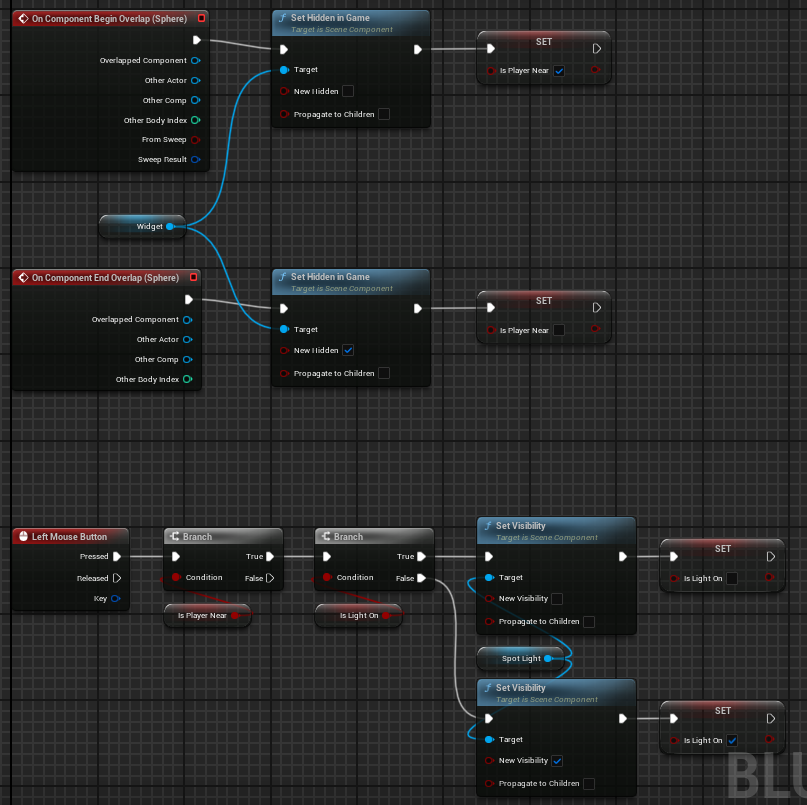 On Component Begin Overlap (Sphere)
Overlapped Component
Other Actor
Other Comp
Other Body Index
From Sweep
Sweep Result
Set Hidden in Game
Target is Scene Component
Target
New Hidden
Propagate to Children
SET
Is Player Near
Widget
On Component End Overlap (Sphere)
Overlapped Component
Other Actor
Other Comp
Other Body Index
Set Hidden in Game
Target is Scene Component
Target
New Hidden
Propagate to Children
SET
Is Player Near
Left Mouse Button
Pressed
Released
Key
Branch
True
Condition
False
Is Player Near
Branch
True
Condition
False
Is Light On
Set Visibility
Target is Scene Component
Target
New Visibility
Propagate to Children
SET
Is Light On
Spot Light
Set Visibility
Target is Scene Component
Target
New Visibility
Propagate to Children
SET
Is Light On
BLU